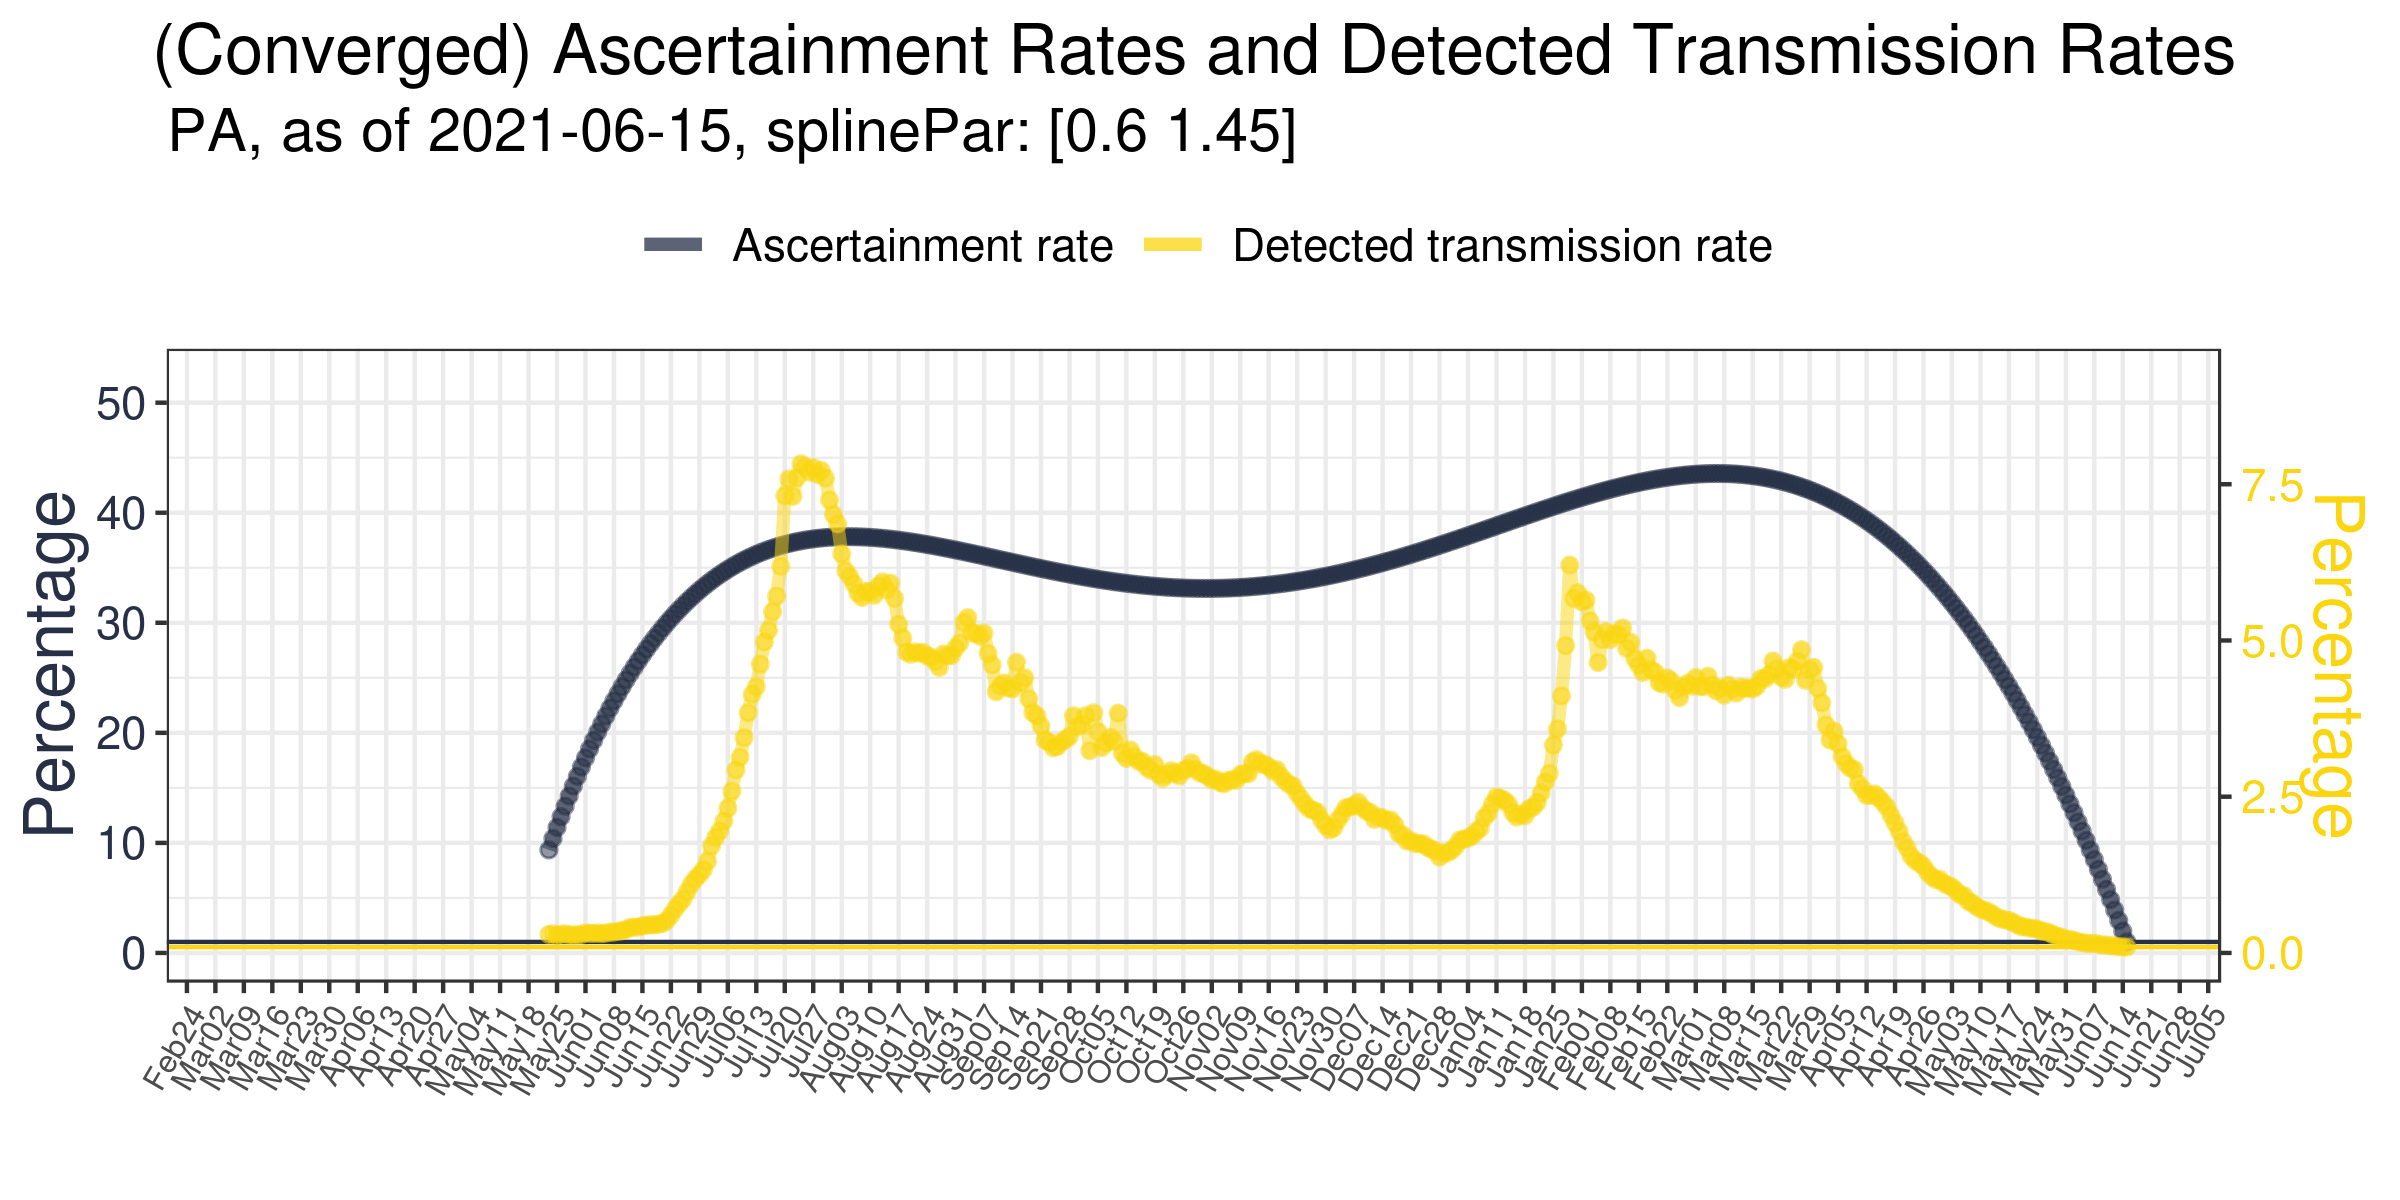 (Converged) Ascertainment Rates and Detected Transmission Rates
PA, as of 2021-06-15, splinePar: [0.6 1.45]
Ascertainment rate
Detected transmission rate
Percentage
50
40
30
20
10
0
7.5
5.0
2.5
0.0
Percentage
Feb24
Mar02
Mar09
Mar16
Mar23
Mar30
Apr06
Apr13
Apr20
Apr27
May04
May11
May18
May25
Jun01
Jun08
Jun15
Jun22
Jun29
Jul06
Jul13
Jul20
Jul27
Aug03
Aug10
Aug17
Aug24
Aug31
Sep07
Sep14
Sep21
Sep28
Oct05
Oct12
Oct19
Oct26
Nov02
Nov09
Nov16
Nov23
Nov30
Dec07
Dec14
Dec21
Dec28
Jan04
Jan11
Jan18
Jan25
Feb01
Feb08
Feb15
Feb22
Mar01
Mar08
Mar15
Mar22
Mar29
Apr05
Apr12
Apr19
Apr26
May03
May10
May17
May24
May31
Jun07
Jun14
Jun21
Jun28
Jul05